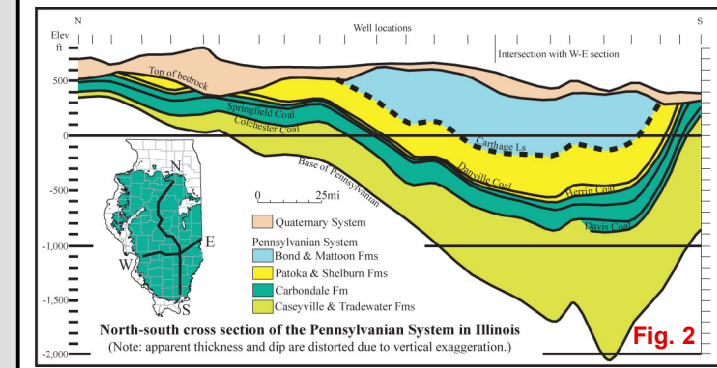 N
Well locations
S
Elev
ft
Intersection with W-E section
500
Top of bedrock
Springfield Coal
Colchester Coal
0
Carthage Ls
Base of Pennsylvanian
Danville Coal
Herrin Coal
-500
N
0 25mi
Davis Coal
Quaternary System
Pennsylvanian System
-1,000
E
Bond & Mattoon Fms
W
Patoka & Shelburn Fms
Carbondale Fm
-1,500
S
Caseyville & Tradewater Fms
North-south cross section of the Pennsylvanian System in Illinois
Fig. 2
(Note: apparent thickness and dip are distorted due to vertical exaggeration.)
-2,000